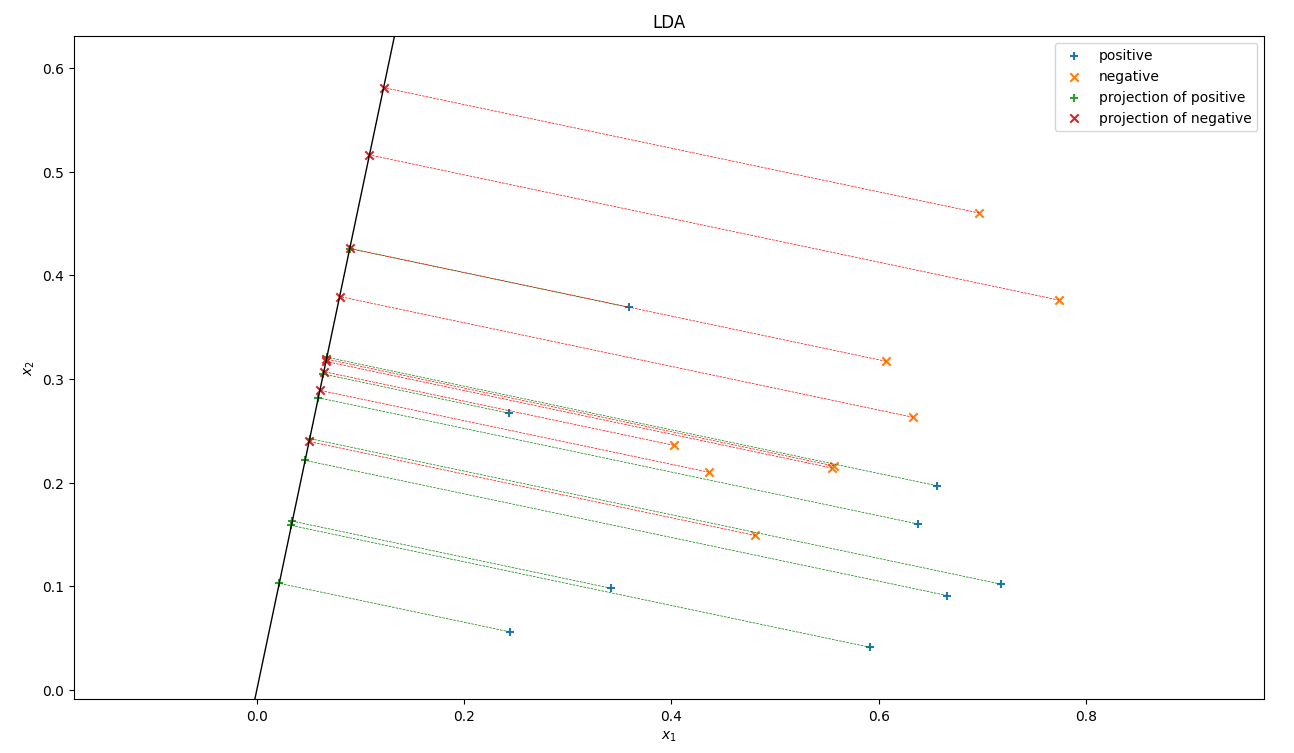 LDA
positive
negative
projection of positive
projection of negative
0.6
0.5
0.4
0.3
0.2
0.1
0.0
x₂
0.0 0.2 0.4 0.6 0.8
x₁